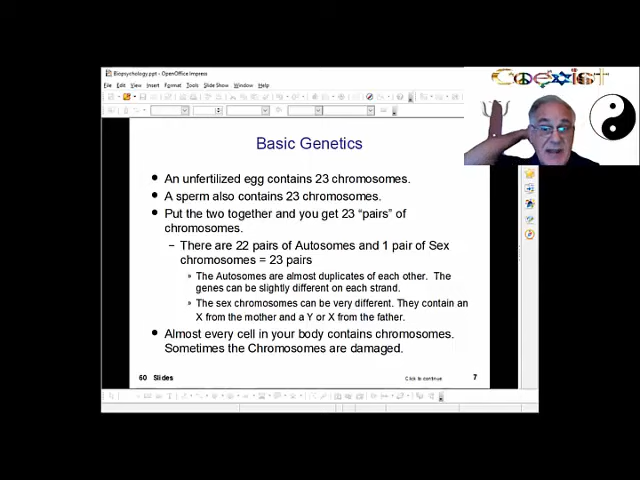 Biopsychology.ppt - OpenOffice Impress
File Edit View Insert Format Tools Slide Show Window Help
Coexist
Basic Genetics
• An unfertilized egg contains 23 chromosomes.
• A sperm also contains 23 chromosomes.
• Put the two together and you get 23 “pairs” of
chromosomes.
– There are 22 pairs of Autosomes and 1 pair of Sex
chromosomes = 23 pairs
» The Autosomes are almost duplicates of each other. The
genes can be slightly different on each strand.
» The sex chromosomes can be very different. They contain an
X from the mother and a Y or X from the father.
• Almost every cell in your body contains chromosomes.
Sometimes the Chromosomes are damaged.
60 Slides
Click to continue
7